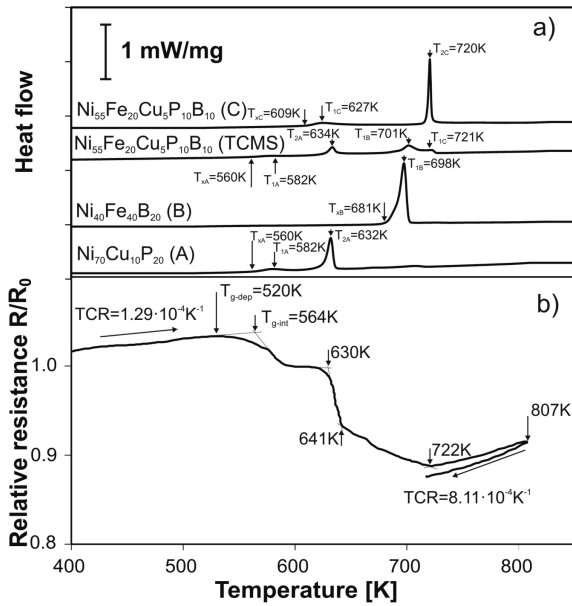 a)
1 mW/mg
Heat flow
T₂C=720K
Ni₅₅Fe₂₀Cu₅P₁₀B₁₀ (C)
TxC=609K
T₁C=627K
Ni₅₅Fe₂₀Cu₅P₁₀B₁₀ (TCMS)
T₂A=634K
T₁B=701K
T₁C=721K
TxA=560K
T₁A=582K
T₁B=698K
Ni₄₀Fe₄₀B₂₀ (B)
TxB=681K
Ni₇₀Cu₁₀P₂₀ (A)
TxA=560K
T₁A=582K
T₂A=632K
b)
Relative resistance R/R₀
TCR=1.29·10⁻⁴K⁻¹
Tg-dep=520K
Tg-int=564K
1.0
630K
641K
722K
807K
0.9
TCR=8.11·10⁻⁴K⁻¹
0.8
400 500 600 700 800
Temperature [K]